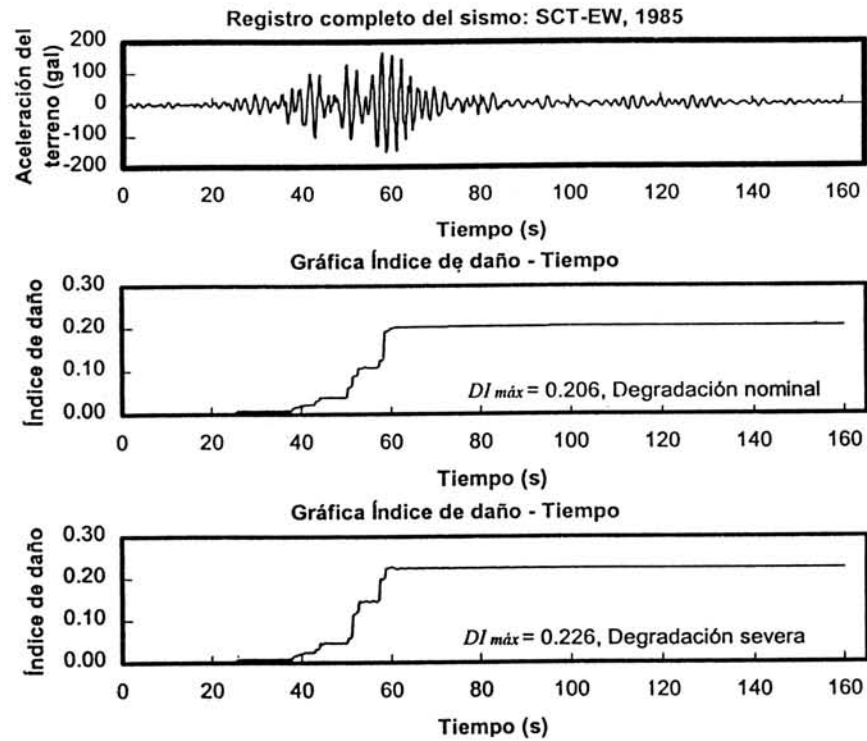 Registro completo del sismo: SCT-EW, 1985
Aceleración del
terreno (gal)
200
100
0
-100
-200
0 20 40 60 80 100 120 140 160
Tiempo (s)
Gráfica Índice de daño - Tiempo
Índice de daño
0.30
0.20
0.10
0.00
DI máx = 0.206, Degradación nominal
0 20 40 60 80 100 120 140 160
Tiempo (s)
Gráfica Índice de daño - Tiempo
Índice de daño
0.30
0.20
0.10
0.00
DI máx = 0.226, Degradación severa
0 20 40 60 80 100 120 140 160
Tiempo (s)